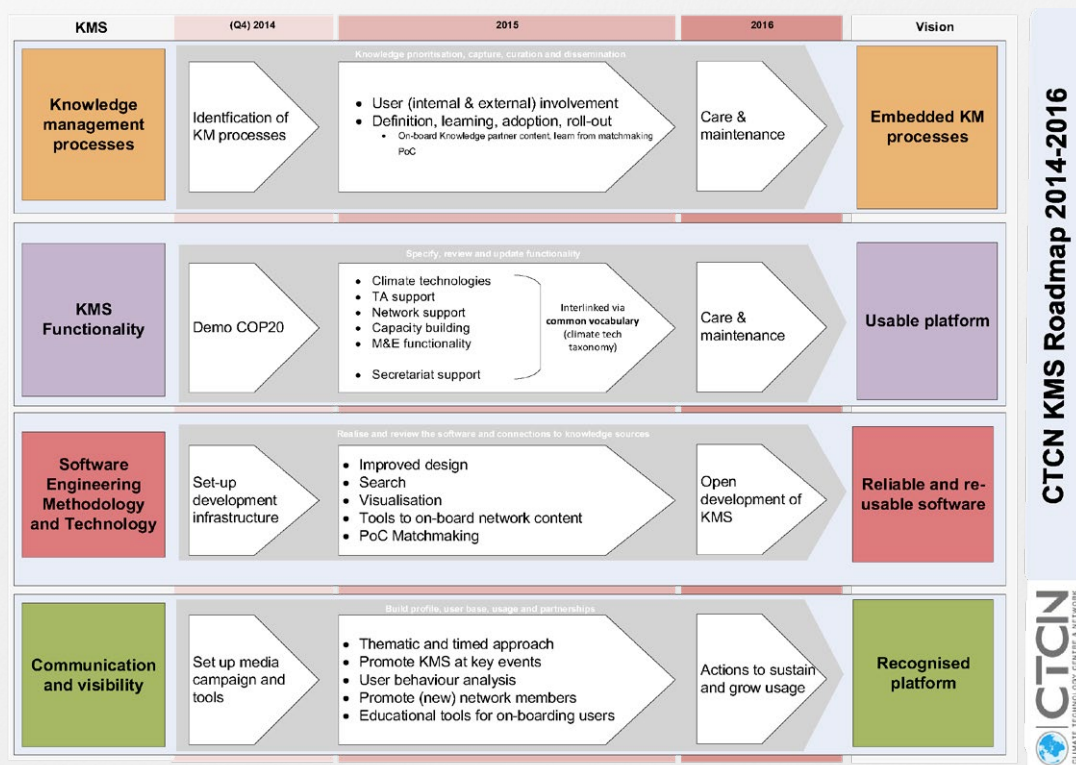 KMS
(Q4) 2014
2015
2016
Vision
Knowledge prioritisation, capture, curation and dissemination
Knowledge
management
processes
Identfication of
KM processes
• User (internal & external) involvement
• Definition, learning, adoption, roll-out
• On-board Knowledge partner content, learn from matchmaking
PoC
Care &
maintenance
Embedded KM
processes
Specify, review and update functionality
KMS
Functionality
Demo COP20
• Climate technologies
• TA support
• Network support
• Capacity building
• M&E functionality
• Secretariat support
Interlinked via
common vocabulary
(climate tech
taxonomy)
Care &
maintenance
Usable platform
Realise and review the software and connections to knowledge sources
Software
Engineering
Methodology
and Technology
Set-up
development
infrastructure
• Improved design
• Search
• Visualisation
• Tools to on-board network content
• PoC Matchmaking
Open
development of
KMS
Reliable and re-
usable software
Build profile, user base, usage and partnerships
Communication
and visibility
Set up media
campaign and
tools
• Thematic and timed approach
• Promote KMS at key events
• User behaviour analysis
• Promote (new) network members
• Educational tools for on-boarding users
Actions to sustain
and grow usage
Recognised
platform
CTCN KMS Roadmap 2014-2016
CTCN
CLIMATE TECHNOLOGY CENTRE & NETWORK